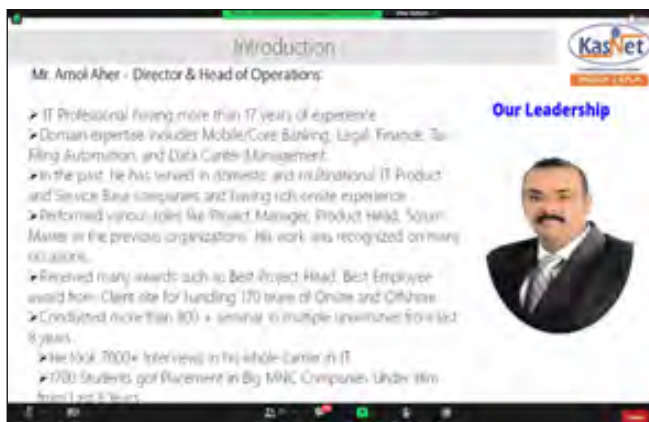 Introduction
KasNet
Mr. Amol Aher - Director & Head of Operations
Our Leadership
➤ IT Professional having more than 17 years of experience
➤Domain expertise includes Mobile/Core Banking, Legal, Finance, Tax
Filing Automation, and Data Center Management.
➤In the past, he has served in domestic and multinational IT Product
and Service Base companies and having rich onsite experience
➤Performed various roles like Project Manager, Product Head, Scrum
Master in the previous organizations. His work was recognized on many
occasions.
➤Received many awards such as Best Project Head, Best Employee
award from Client site for handling 170 team of Onsite and Offshore
➤Conducted more than 800 + seminar in multiple universities from last
8 years
➤He took 7800+ Interviews in his whole carrier in IT
➤1700 Students got Placement in Big MNC Companies Under Him
from Last 8 Years